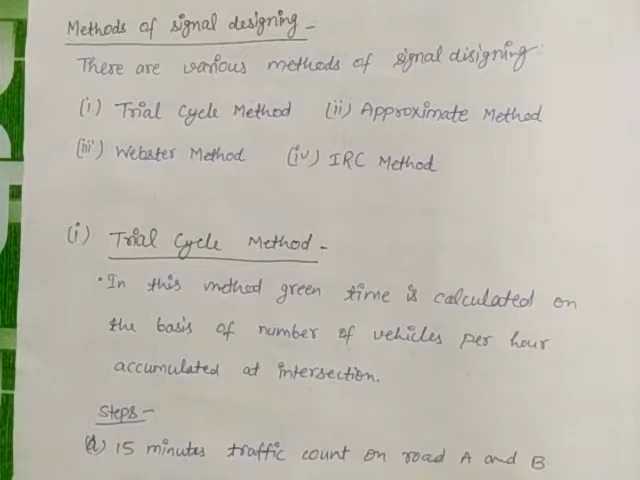 Methods of signal designing -
There are various methods of signal disigning.
(i) Trial Cycle Method (ii) Approximate Method
(iii) Webster Method (iv) IRC Method
(i) Trial Cycle Method -
• In this method green time is calculated on
the basis of number of vehicles per hour
accumulated at intersection.
Steps -
(a) 15 minutes traffic count on road A and B